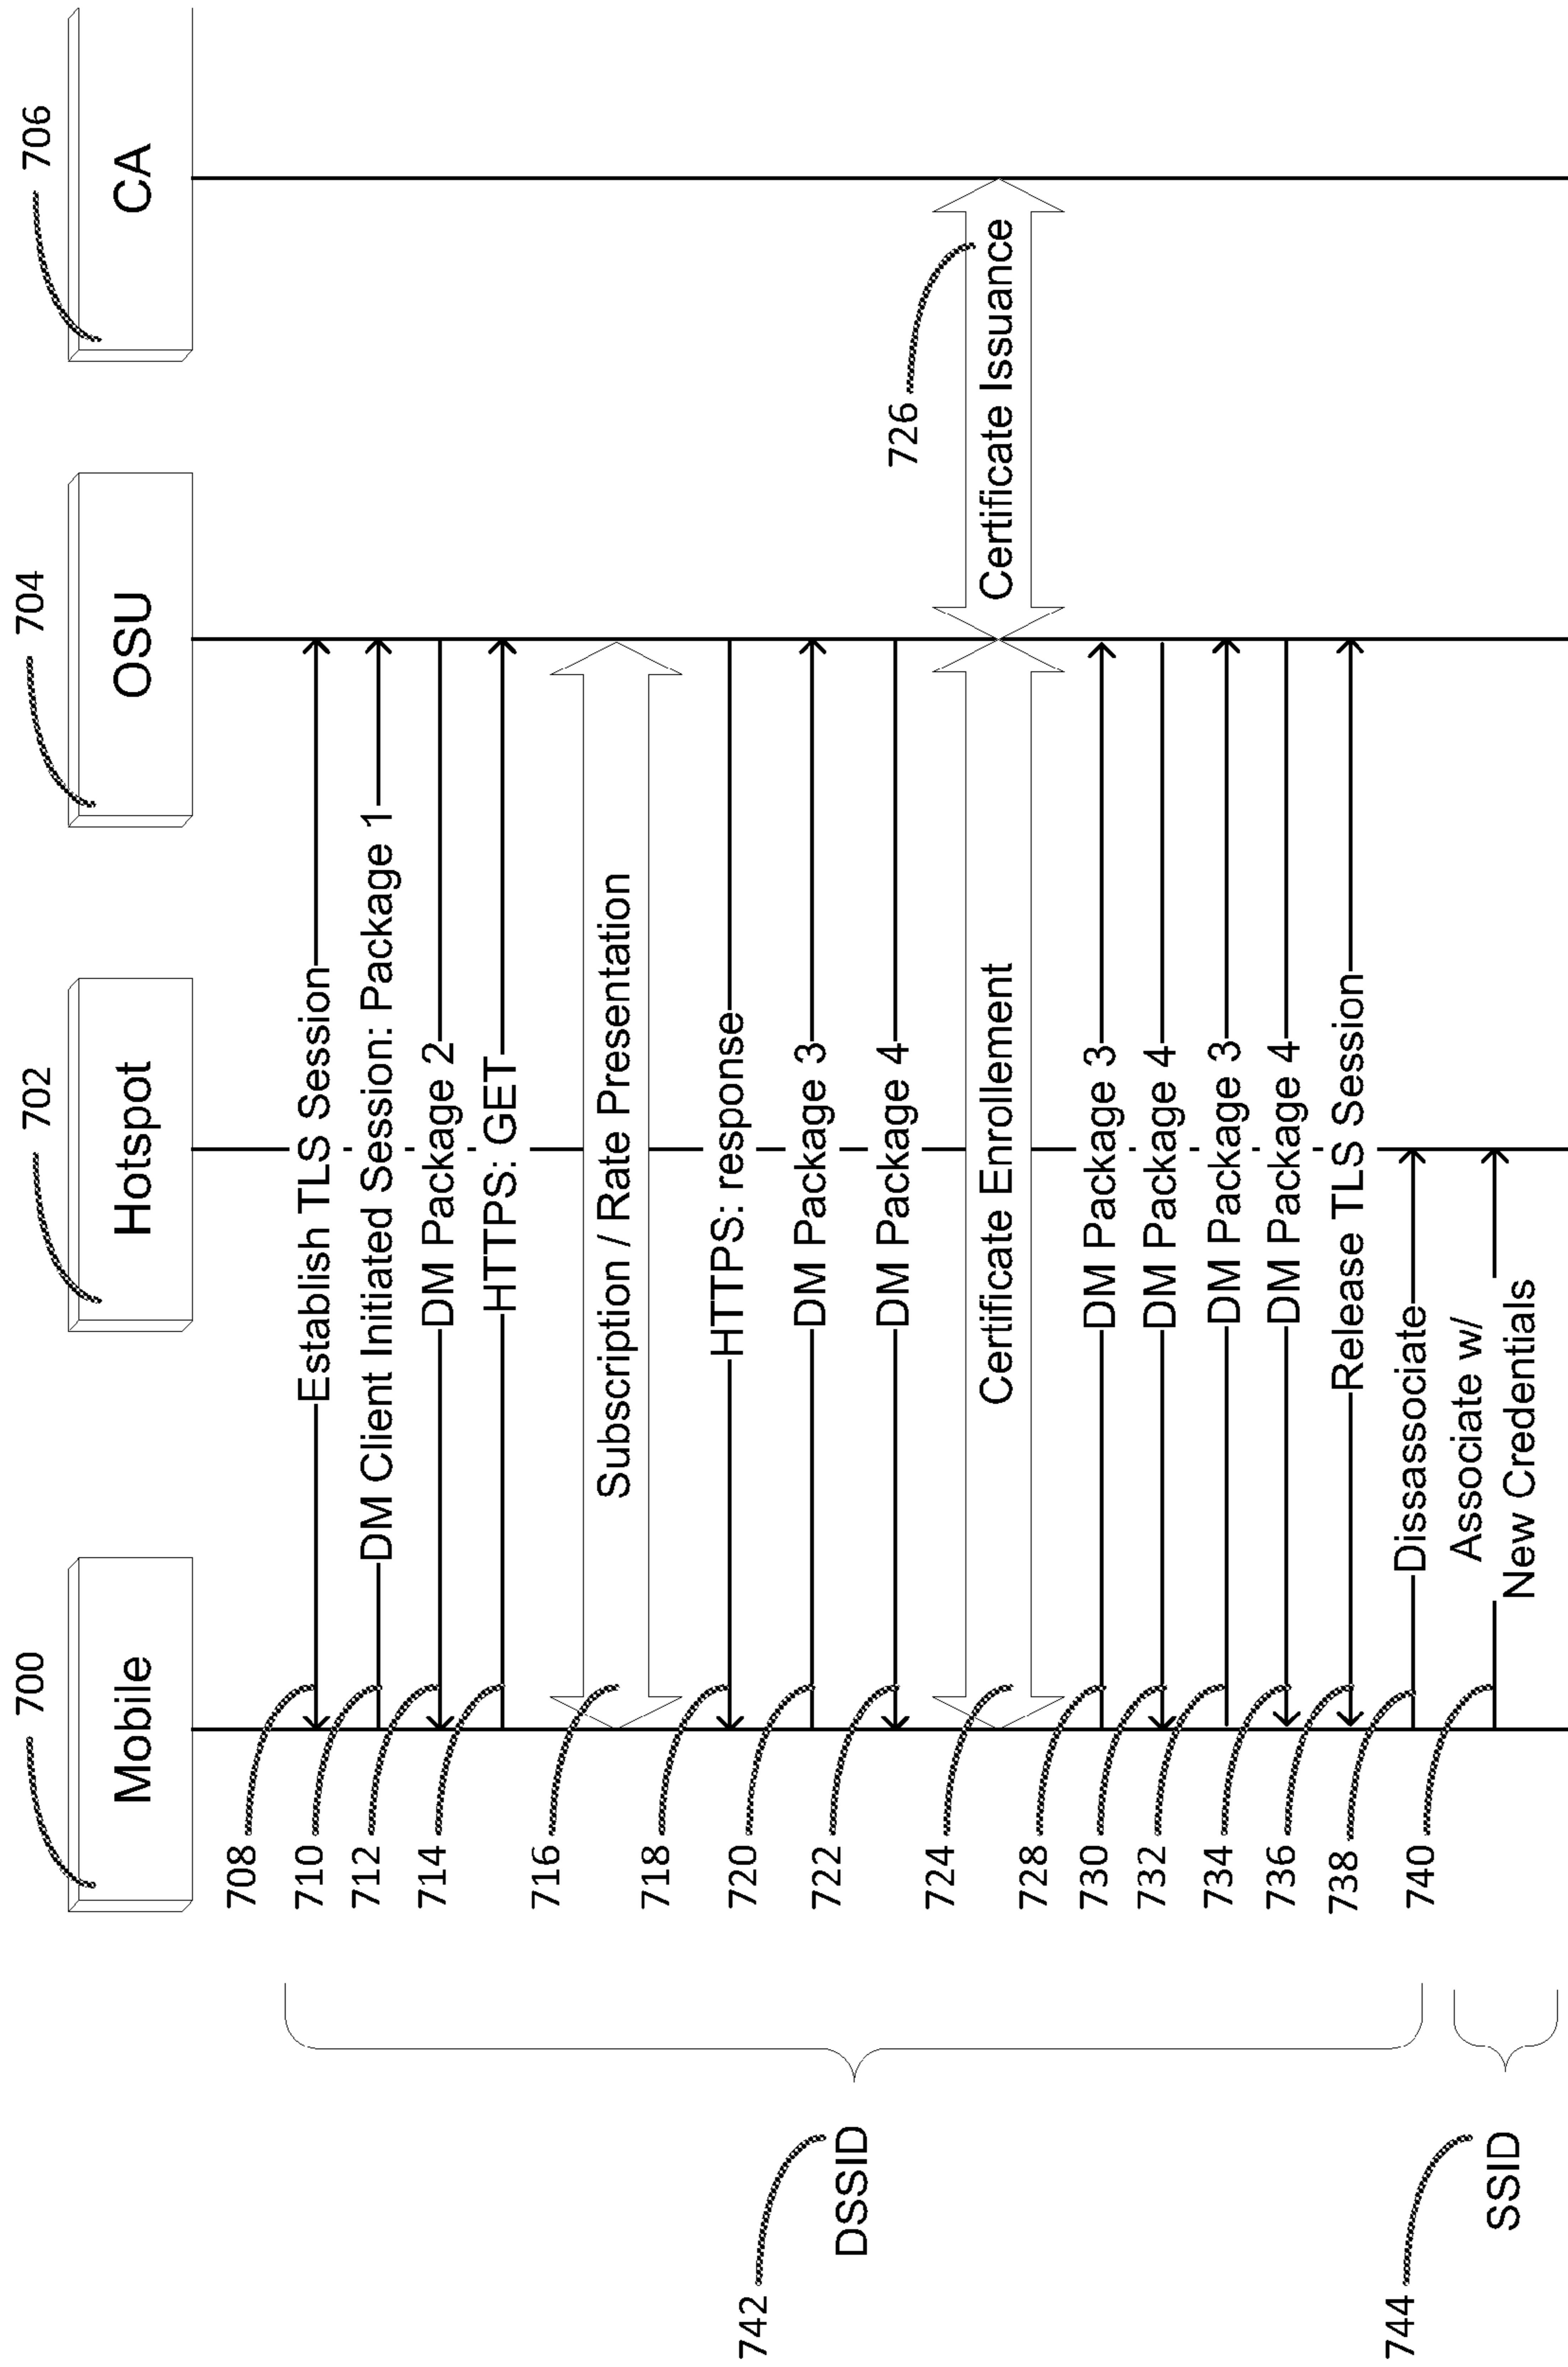 700
702
704
706
Mobile
Hotspot
OSU
CA
708
Establish TLS Session
710
DM Client Initiated Session: Package 1
712
DM Package 2
714
HTTPS: GET
716
Subscription / Rate Presentation
718
HTTPS: response
720
DM Package 3
722
DM Package 4
724
Certificate Enrollement
726
Certificate Issuance
728
DM Package 3
730
DM Package 4
732
DM Package 3
734
DM Package 4
736
Release TLS Session
738
Dissassociate
740
Associate w/
New Credentials
742
DSSID
744
SSID